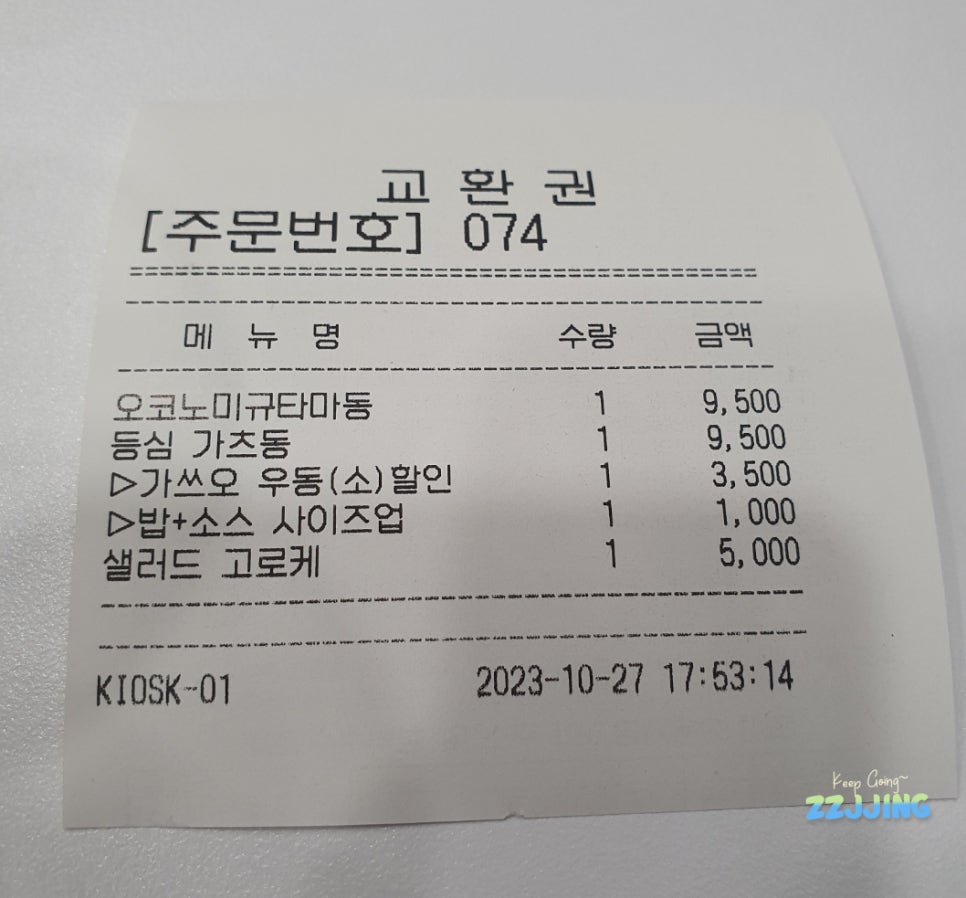 교 환 권
[주문번호] 074
메 뉴 명 수량 금액
오코노미규타마동 1 9,500
등심 가츠동 1 9,500
▷가쓰오 우동(소)할인 1 3,500
▷밥+소스 사이즈업 1 1,000
샐러드 고로케 1 5,000
KIOSK-01 2023-10-27 17:53:14
Keep Going~
ZZJJING